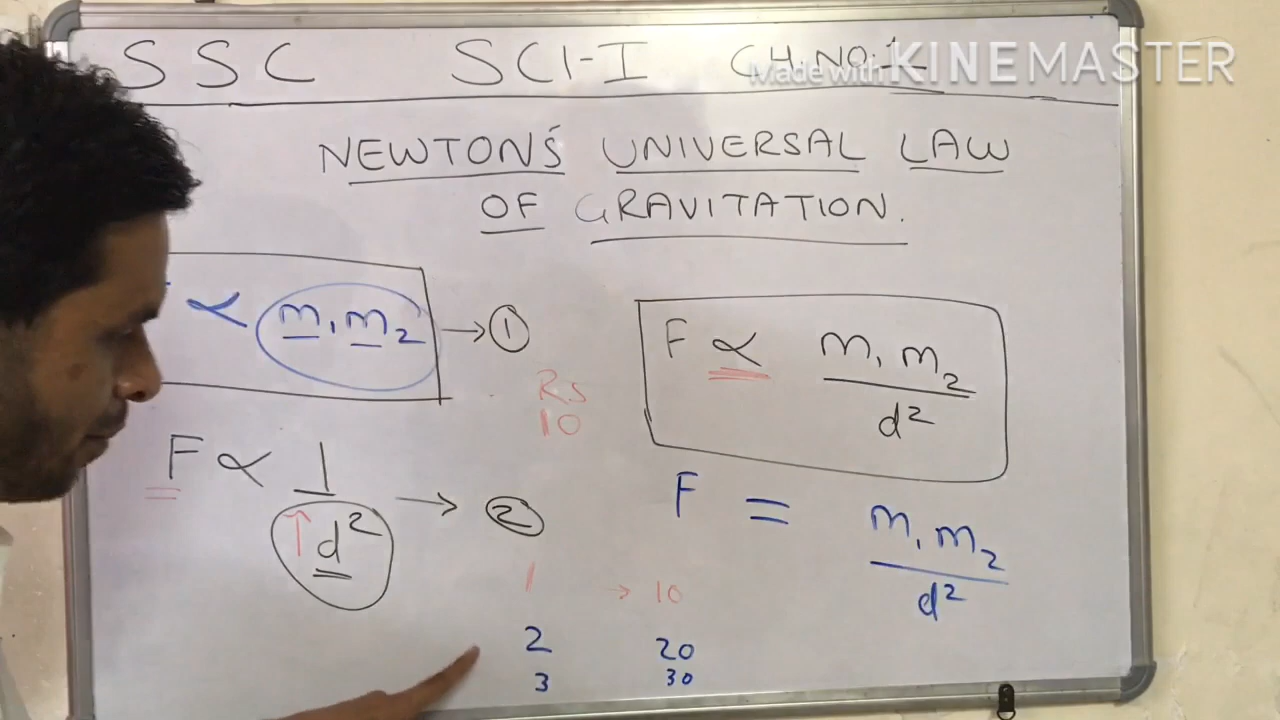 SSC SCI-I CH.NO.1
Made with KINEMASTER
NEWTON'S UNIVERSAL LAW
OF GRAVITATION.
∝ m₁m₂ → ①
Rs
10
F ∝ 1/d² → ②
↑
F ∝ m₁m₂/d²
F = m₁m₂/d²
1 → 10
2 20
3 30